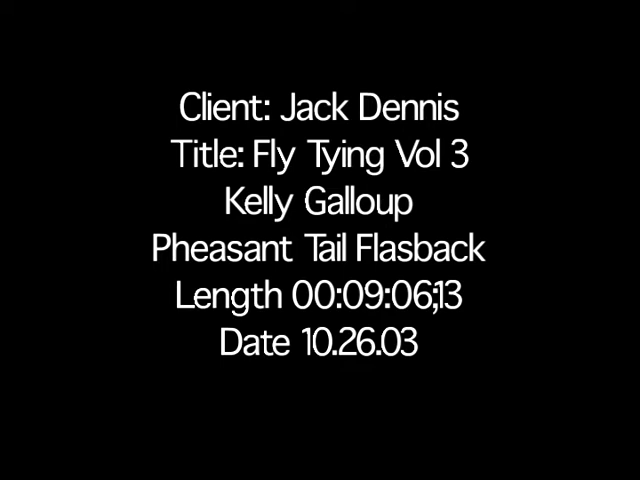 Client: Jack Dennis
Title: Fly Tying Vol 3
Kelly Galloup
Pheasant Tail Flasback
Length 00:09:06;13
Date 10.26.03